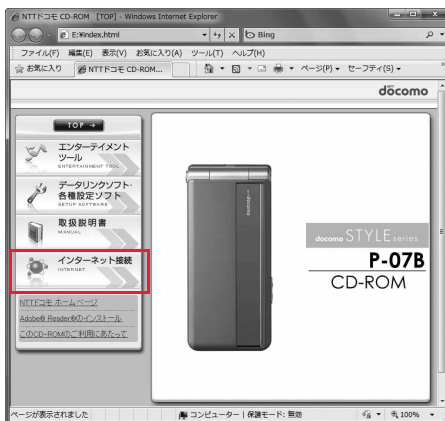 NTTドコモ CD-ROM [TOP] - Windows Internet Explorer
E:¥index.html
Bing
ファイル(F) 編集(E) 表示(V) お気に入り(A) ツール(T) ヘルプ(H)
お気に入り NTTドコモ CD-ROM... ページ(P) セーフティ(S)
döcomo
TOP →
エンターテイメント
ツール
ENTERTAINMENT TOOL
データリンクソフト・
各種設定ソフト
SETUP SOFTWARE
取扱説明書
MANUAL
インターネット接続
INTERNET
NTTドコモ ホームページ
Adobe® Reader®のインストール
このCD-ROMのご利用にあたって
docomo STYLE series
P-07B
CD-ROM
ページが表示されました コンピューター | 保護モード: 無効 100%